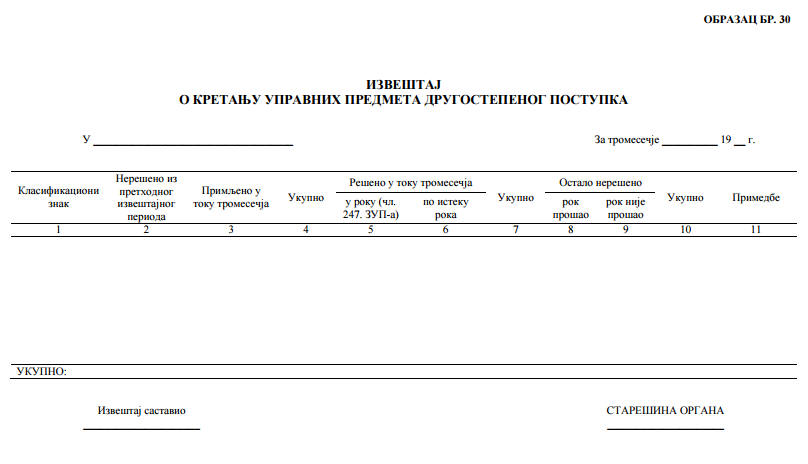 ОБРАЗАЦ БР. 30
ИЗВЕШТАЈ
О КРЕТАЊУ УПРАВНИХ ПРЕДМЕТА ДРУГОСТЕПЕНОГ ПОСТУПКА
У ____ За тромесечје ____ 19 __ г.
Класификациони
знак
Нерешено из
претходног
извештајног
периода
Примљено у
току тромесечја
Укупно
Решено у току тромесечја
у року (чл.
247. ЗУП-а)
по истеку
рока
Укупно
Остало нерешено
рок
прошао
рок није
прошао
Укупно
Примедбе
1 2 3 4 5 6 7 8 9 10 11
УКУПНО:
Извештај саставио
СТАРЕШИНА ОРГАНА